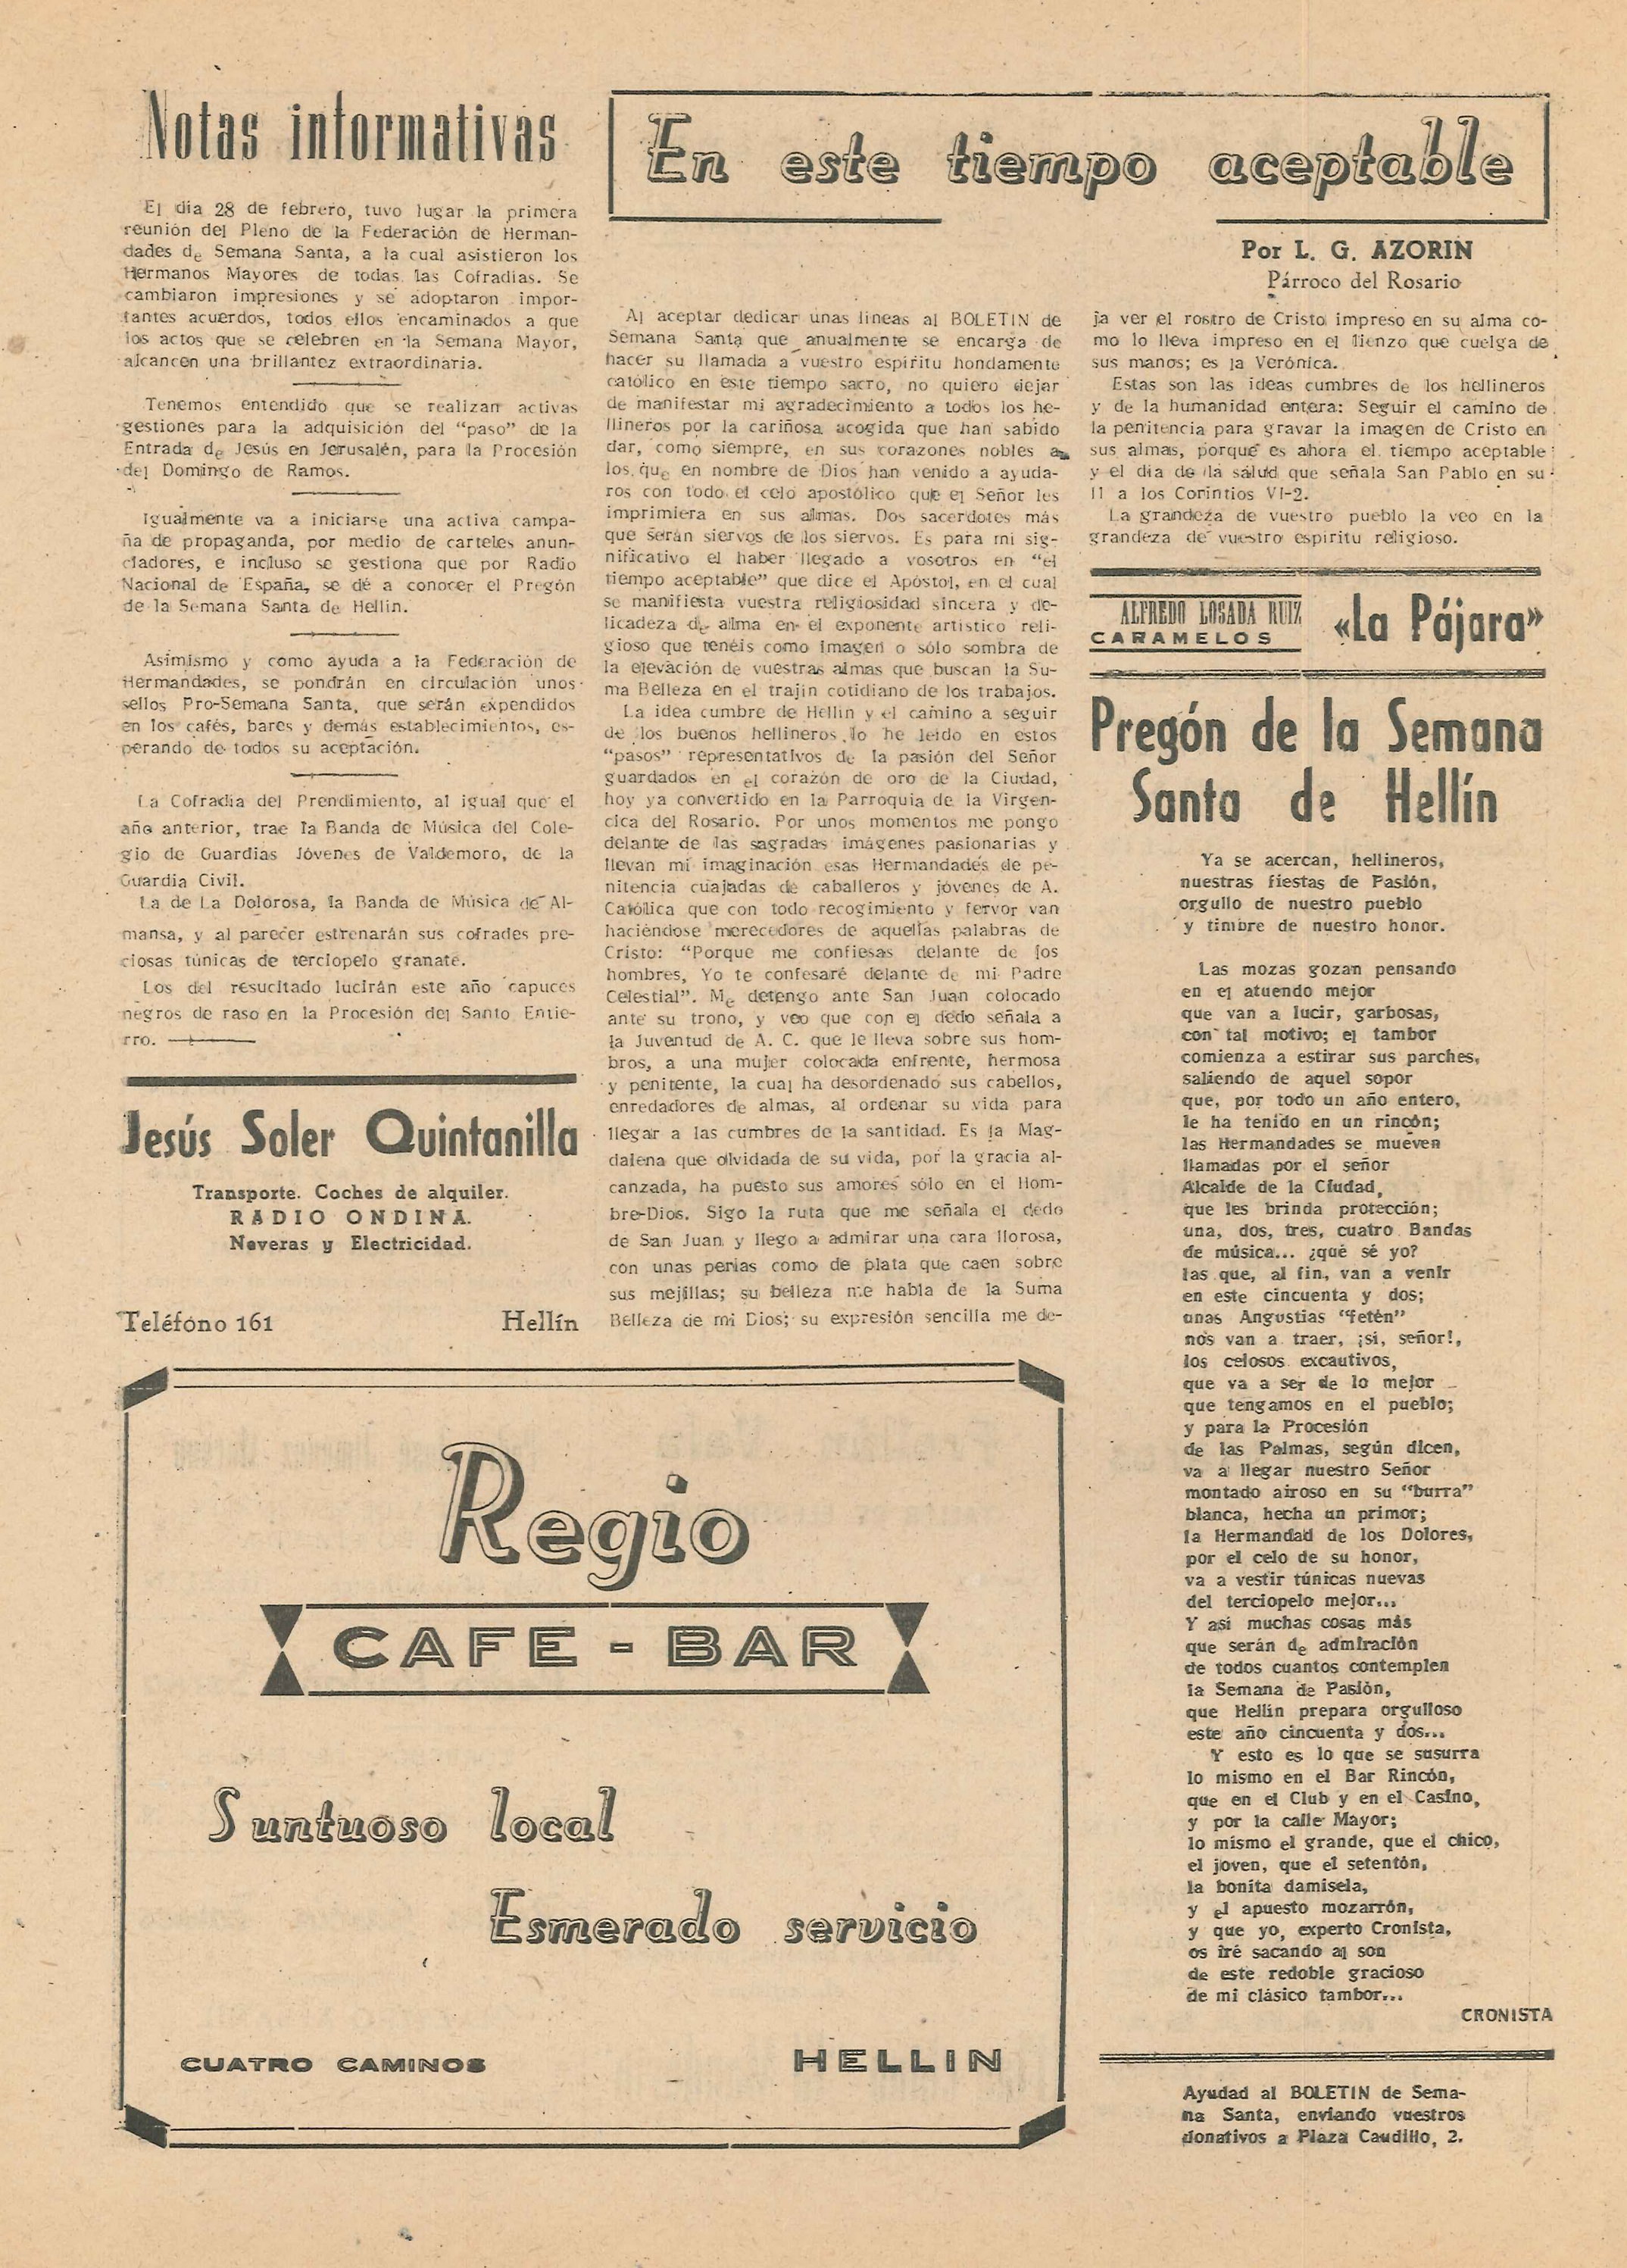 Notas informativas
El día 28 de febrero, tuvo lugar la primera
reunión del Pleno de la Federación de Herman-
dades de Semana Santa, a la cual asistieron los
Hermanos Mayores de todas las Cofradías. Se
cambiaron impresiones y se adoptaron impor-
tantes acuerdos, todos ellos encaminados a que
los actos que se celebren en la Semana Mayor,
alcancen una brillantez extraordinaria.
Tenemos entendido que se realizan activas
gestiones para la adquisición del "paso" de la
Entrada de Jesús en Jerusalén, para la Procesión
del Domingo de Ramos.
Igualmente va a iniciarse una activa campa-
ña de propaganda, por medio de carteles anun-
ciadores, e incluso se gestiona que por Radio
Nacional de España, se dé a conocer el Pregón
de la Semana Santa de Hellín.
Asimismo y como ayuda a la Federación de
Hermandades, se pondrán en circulación unos
sellos Pro-Semana Santa, que serán expendidos
en los cafés, bares y demás establecimientos, es-
perando de todos su aceptación.
La Cofradía del Prendimiento, al igual que el
año anterior, trae la Banda de Música del Cole-
gio de Guardias Jóvenes de Valdemoro, de la
Guardia Civil.
La de La Dolorosa, la Banda de Música de Al-
mansa, y al parecer estrenarán sus cofrades pre-
ciosas túnicas de terciopelo granate.
Los del resucitado lucirán este año capuces
negros de raso en la Procesión del Santo Entie-
rro.
Jesús Soler Quintanilla
Transporte. Coches de alquiler.
RADIO ONDINA.
Neveras y Electricidad.
Teléfono 161 Hellín
En este tiempo aceptable
Por L. G. AZORIN
Párroco del Rosario
Al aceptar dedicar unas líneas al BOLETIN de
Semana Santa que anualmente se encarga de
hacer su llamada a vuestro espíritu hondamente
católico en este tiempo sacro, no quiero dejar
de manifestar mi agradecimiento a todos los he-
llineros por la cariñosa acogida que han sabido
dar, como siempre, en sus corazones nobles a
los que en nombre de Dios han venido a ayuda-
ros con todo el celo apostólico que el Señor les
imprimiera en sus almas. Dos sacerdotes más
que serán siervos de los siervos. Es para mi sig-
nificativo el haber llegado a vosotros en "el
tiempo aceptable" que dice el Apóstol, en el cual
se manifiesta vuestra religiosidad sincera y de-
licadeza de alma en el exponente artístico reli-
gioso que tenéis como imagen o sólo sombra de
la elevación de vuestras almas que buscan la Su-
ma Belleza en el trajín cotidiano de los trabajos.
La idea cumbre de Hellín y el camino a seguir
de los buenos hellineros lo he leído en estos
"pasos" representativos de la pasión del Señor
guardados en el corazón de oro de la Ciudad,
hoy ya convertido en la Parroquia de la Virgen-
cica del Rosario. Por unos momentos me pongo
delante de las sagradas imágenes pasionarias y
llevan mi imaginación esas Hermandades de pe-
nitencia cuajadas de caballeros y jóvenes de A.
Católica que con todo recogimiento y fervor van
haciéndose merecedores de aquellas palabras de
Cristo: "Porque me confiesas delante de los
hombres, Yo te confesaré delante de mi Padre
Celestial". Me detengo ante San Juan colocado
ante su trono, y veo que con el dedo señala a
la Juventud de A. C. que le lleva sobre sus hom-
bros, a una mujer colocada enfrente, hermosa
y penitente, la cual ha desordenado sus cabellos,
enredadores de almas, al ordenar su vida para
llegar a las cumbres de la santidad. Es la Mag-
dalena que olvidada de su vida, por la gracia al-
canzada, ha puesto sus amores sólo en el Hom-
bre-Dios. Sigo la ruta que me señala el dedo
de San Juan y llego a admirar una cara llorosa,
con unas perlas como de plata que caen sobre
sus mejillas; su belleza me habla de la Suma
Belleza de mi Dios; su expresión sencilla me de-
ja ver el rostro de Cristo impreso en su alma co-
mo lo lleva impreso en el lienzo que cuelga de
sus manos; es la Verónica.
Estas son las ideas cumbres de los hellineros
y de la humanidad entera: Seguir el camino de
la penitencia para gravar la imagen de Cristo en
sus almas, porque es ahora el tiempo aceptable
y el día de la salud que señala San Pablo en su
II a los Corintios VI-2.
La grandeza de vuestro pueblo la veo en la
grandeza de vuestro espíritu religioso.
ALFREDO LOSADA RUIZ
CARAMELOS
«La Pájara»
Pregón de la Semana
Santa de Hellín
Ya se acercan, hellineros,
nuestras fiestas de Pasión,
orgullo de nuestro pueblo
y timbre de nuestro honor.
Las mozas gozan pensando
en el atuendo mejor
que van a lucir, garbosas,
con tal motivo; el tambor
comienza a estirar sus parches,
saliendo de aquel sopor
que, por todo un año entero,
le ha tenido en un rincón;
las Hermandades se mueven
llamadas por el señor
Alcalde de la Ciudad,
que les brinda protección;
una, dos, tres, cuatro Bandas
de música... ¿qué sé yo?
las que, al fin, van a venir
en este cincuenta y dos;
unas Angustias "fetén"
nos van a traer, ¡si, señor!,
los celosos excautivos,
que va a ser de lo mejor
que tengamos en el pueblo;
y para la Procesión
de las Palmas, según dicen,
va a llegar nuestro Señor
montado airoso en su "burra"
blanca, hecha un primor;
la Hermandad de los Dolores,
por el celo de su honor,
va a vestir túnicas nuevas
del terciopelo mejor...
Y así muchas cosas más
que serán de admiración
de todos cuantos contemplen
la Semana de Pasión,
que Hellín prepara orgulloso
este año cincuenta y dos...
Y esto es lo que se susurra
lo mismo en el Bar Rincón,
que en el Club y en el Casino,
y por la calle Mayor;
lo mismo el grande, que el chico,
el joven, que el setentón,
la bonita damisela,
y el apuesto mozarrón,
y que yo, experto Cronista,
os iré sacando al son
de este redoble gracioso
de mi clásico tambor...
CRONISTA
Ayudad al BOLETIN de Sema-
na Santa, enviando vuestros
donativos a Plaza Caudillo, 2.
Regio
CAFE - BAR
Suntuoso local
Esmerado servicio
CUATRO CAMINOS HELLIN